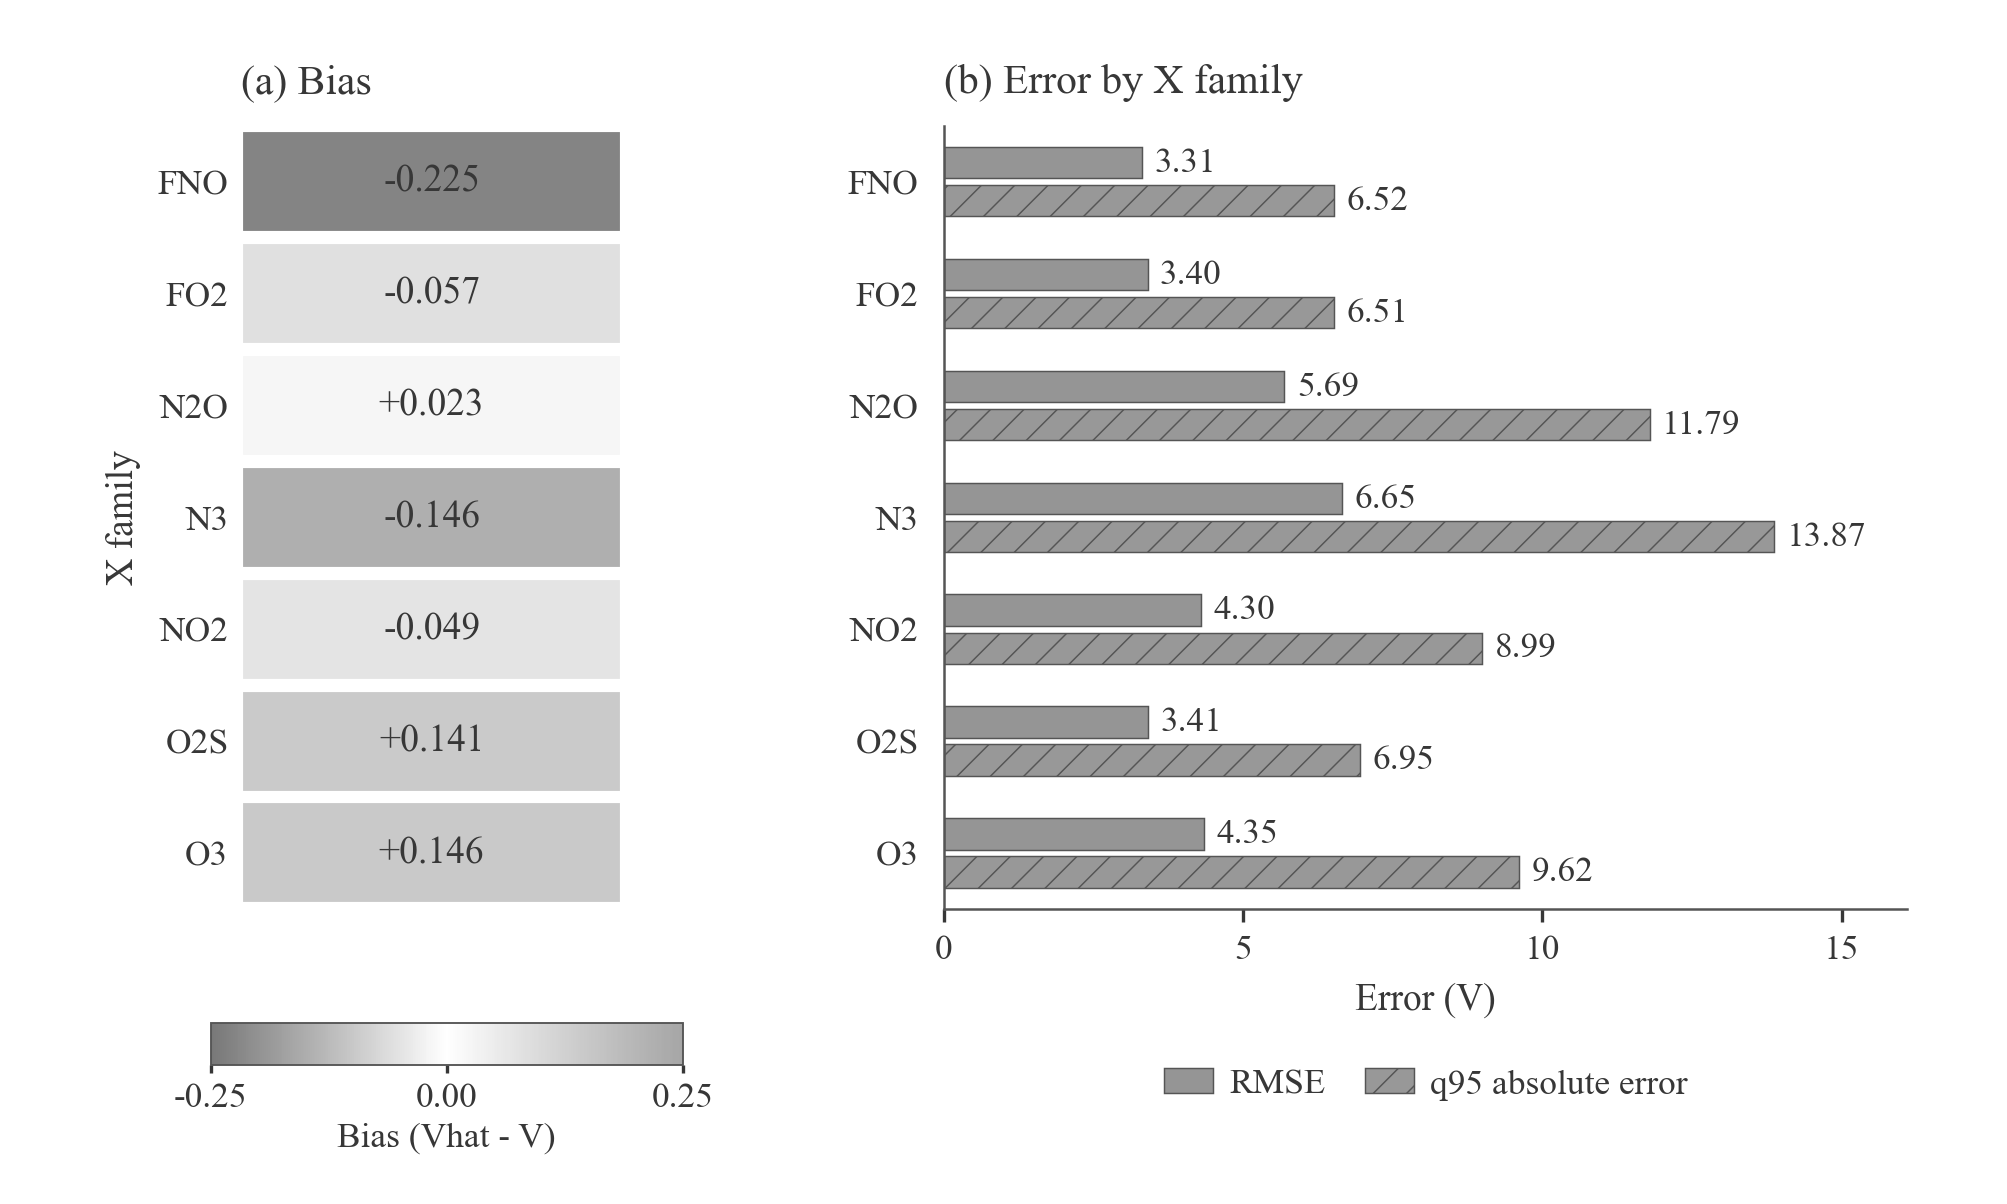 (a) Bias
X family
FNO -0.225
FO2 -0.057
N2O +0.023
N3 -0.146
NO2 -0.049
O2S +0.141
O3 +0.146
-0.25 0.00 0.25
Bias (Vhat - V)
(b) Error by X family
FNO 3.31
6.52
FO2 3.40
6.51
N2O 5.69
11.79
N3 6.65
13.87
NO2 4.30
8.99
O2S 3.41
6.95
O3 4.35
9.62
0 5 10 15
Error (V)
RMSE q95 absolute error